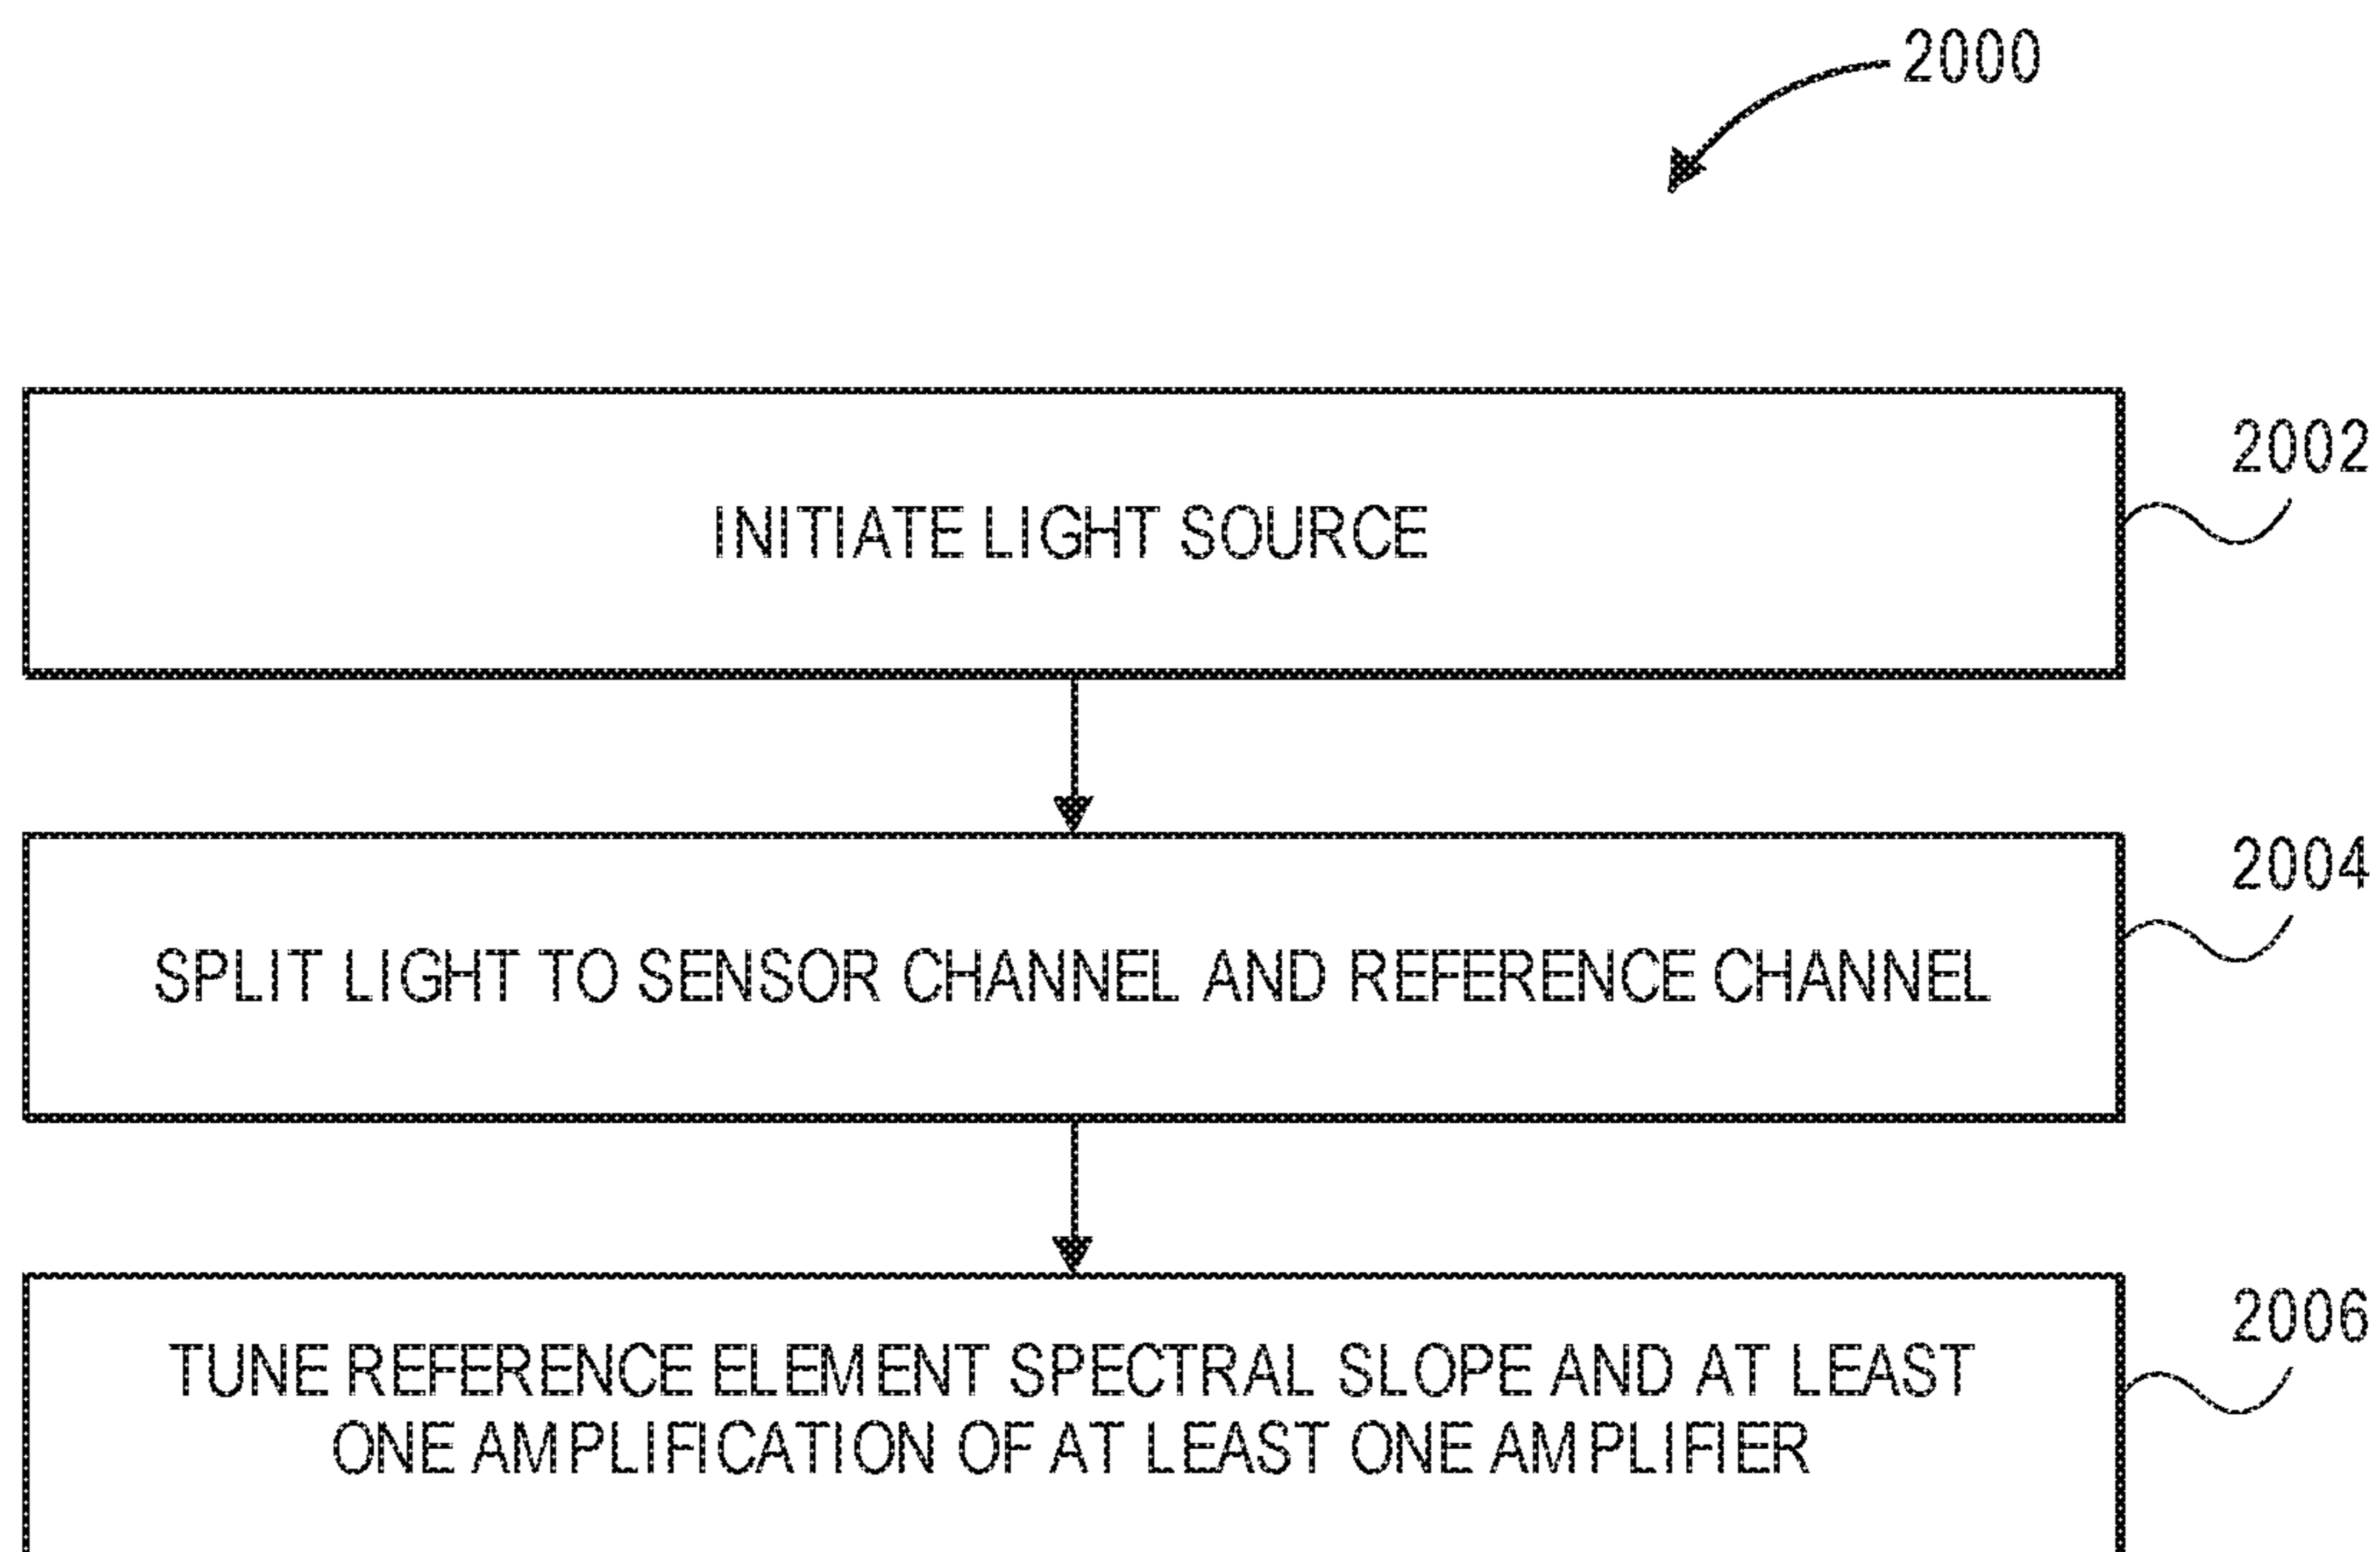 2000
2002
INITIATE LIGHT SOURCE
2004
SPLIT LIGHT TO SENSOR CHANNEL AND REFERENCE CHANNEL
2006
TUNE REFERENCE ELEMENT SPECTRAL SLOPE AND AT LEAST
ONE AMPLIFICATION OF AT LEAST ONE AMPLIFIER